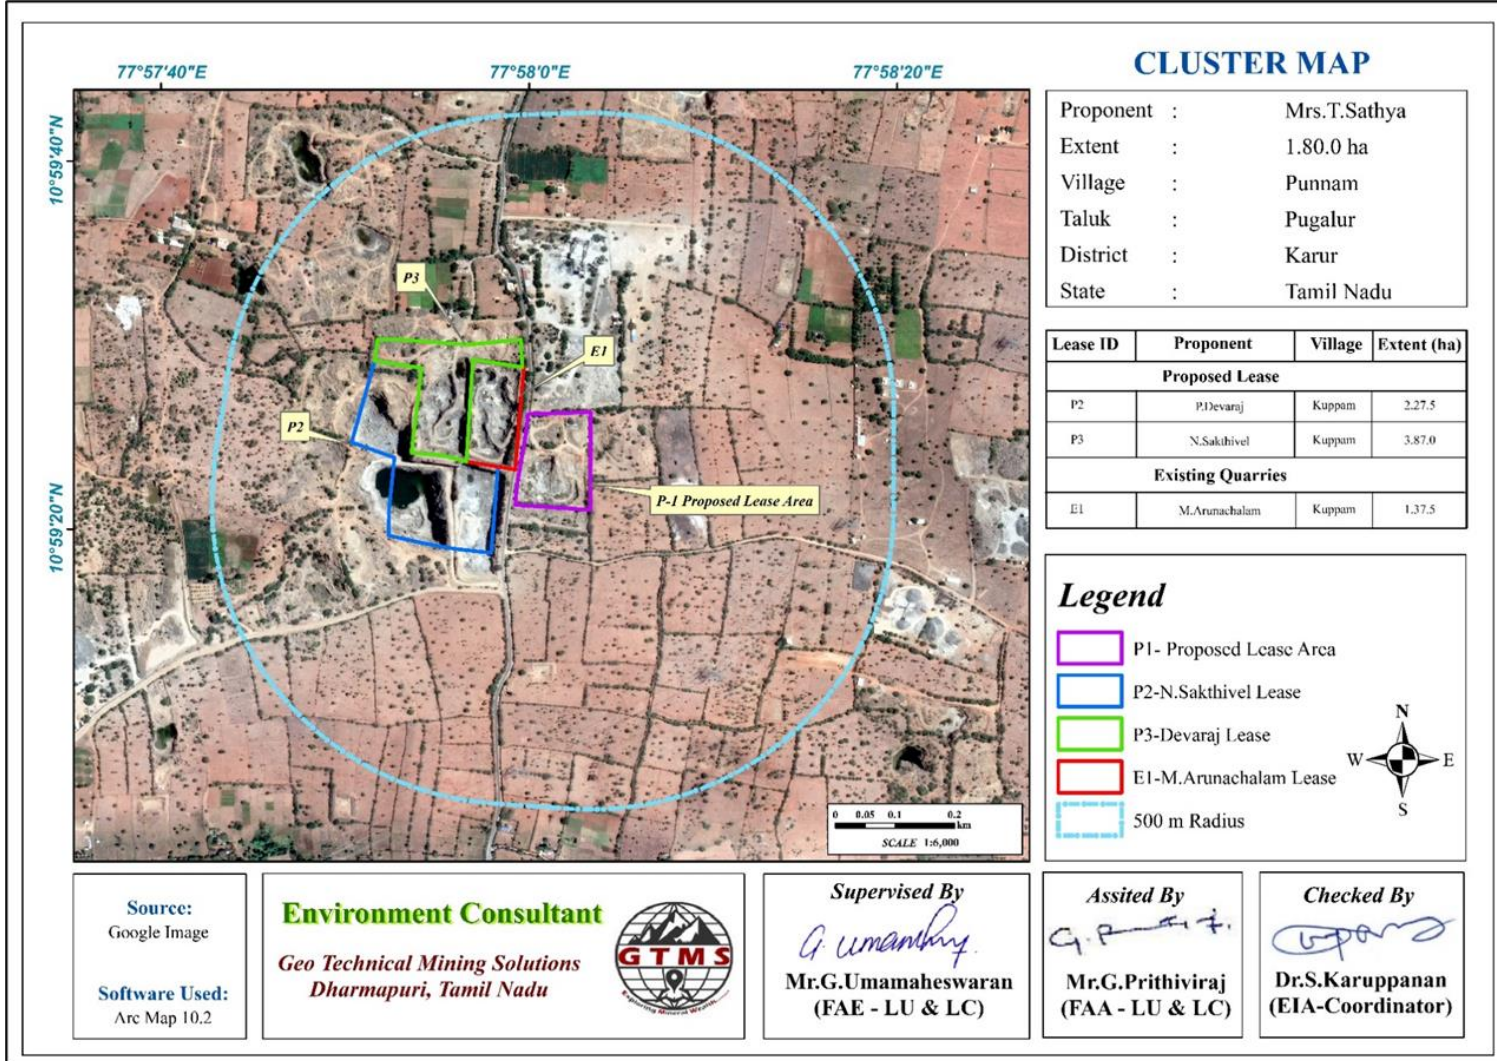 CLUSTER MAP
77°57'40"E
77°58'0"E
77°58'20"E
10°59'40"N
10°59'20"N
P3
E1
P2
P-1 Proposed Lease Area
0 0.05 0.1 0.2
km
SCALE 1:6,000
Proponent : Mrs.T.Sathya
Extent : 1.80.0 ha
Village : Punnam
Taluk : Pugalur
District : Karur
State : Tamil Nadu
Lease ID Proponent Village Extent (ha)
Proposed Lease
P2 P.Devaraj Kuppam 2.27.5
P3 N.Sakthivel Kuppam 3.87.0
Existing Quarries
E1 M.Arunachalam Kuppam 1.37.5
Legend
P1- Proposed Lease Area
P2-N.Sakthivel Lease
P3-Devaraj Lease
E1-M.Arunachalam Lease
500 m Radius
N
W E
S
Source:
Google Image
Software Used:
Arc Map 10.2
Environment Consultant
Geo Technical Mining Solutions
Dharmapuri, Tamil Nadu
GTMS
Exploring Mineral Wealth
Supervised By
G. Umamhny.
Mr.G.Umamaheswaran
(FAE - LU & LC)
Assited By
Mr.G.Prithiviraj
(FAA - LU & LC)
Checked By
Dr.S.Karuppanan
(EIA-Coordinator)